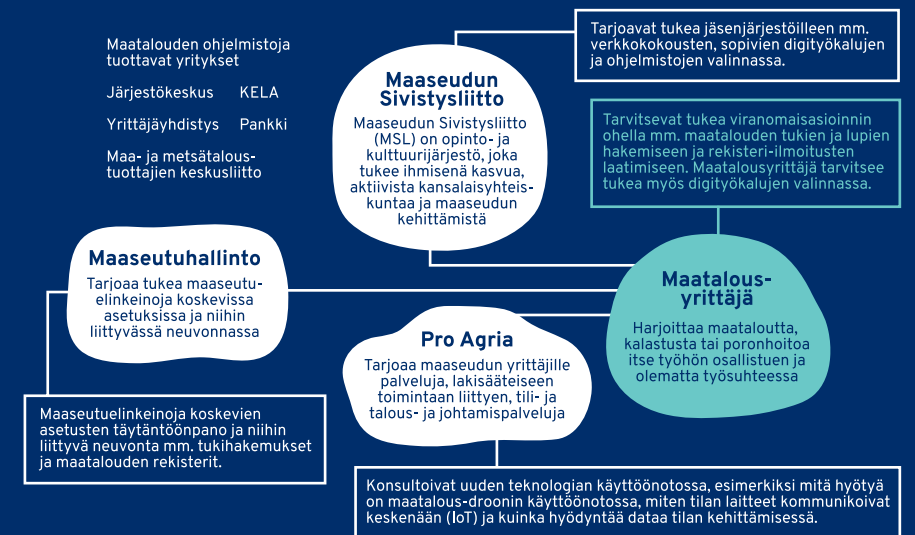 Maatalouden ohjelmistoja
tuottavat yritykset
Järjestökeskus KELA
Yrittäjäyhdistys Pankki
Maa- ja metsätalous-
tuottajien keskusliitto
Maaseudun
Sivistysliitto
Maaseudun Sivistysliitto
(MSL) on opinto- ja
kulttuurijärjestö, joka
tukee ihmisenä kasvua,
aktiivista kansalaisyhteis-
kuntaa ja maaseudun
kehittämistä
Tarjoavat tukea jäsenjärjestöilleen mm.
verkkokokousten, sopivien digityökalujen
ja ohjelmistojen valinnassa.
Tarvitsevat tukea viranomaisasioinnin
ohella mm. maatalouden tukien ja lupien
hakemiseen ja rekisteri-ilmoitusten
laatimiseen. Maatalousyrittäjä tarvitsee
tukea myös digityökalujen valinnassa.
Maaseutuhallinto
Tarjoaa tukea maaseutu-
elinkeinoja koskevissa
asetuksissa ja niihin
liittyvässä neuvonnassa
Maatalous-
yrittäjä
Harjoittaa maataloutta,
kalastusta tai poronhoitoa
itse työhön osallistuen ja
olematta työsuhteessa
Pro Agria
Tarjoaa maaseudun yrittäjille
palveluja, lakisääteiseen
toimintaan liittyen, tili- ja
talous- ja johtamispalveluja
Maaseutuelinkeinoja koskevien
asetusten täytäntöönpano ja niihin
liittyvä neuvonta mm. tukihakemukset
ja maatalouden rekisterit.
Konsultoivat uuden teknologian käyttöönotossa, esimerkiksi mitä hyötyä
on maatalous-droonin käyttöönotossa, miten tilan laitteet kommunikoivat
keskenään (IoT) ja kuinka hyödyntää dataa tilan kehittämisessä.